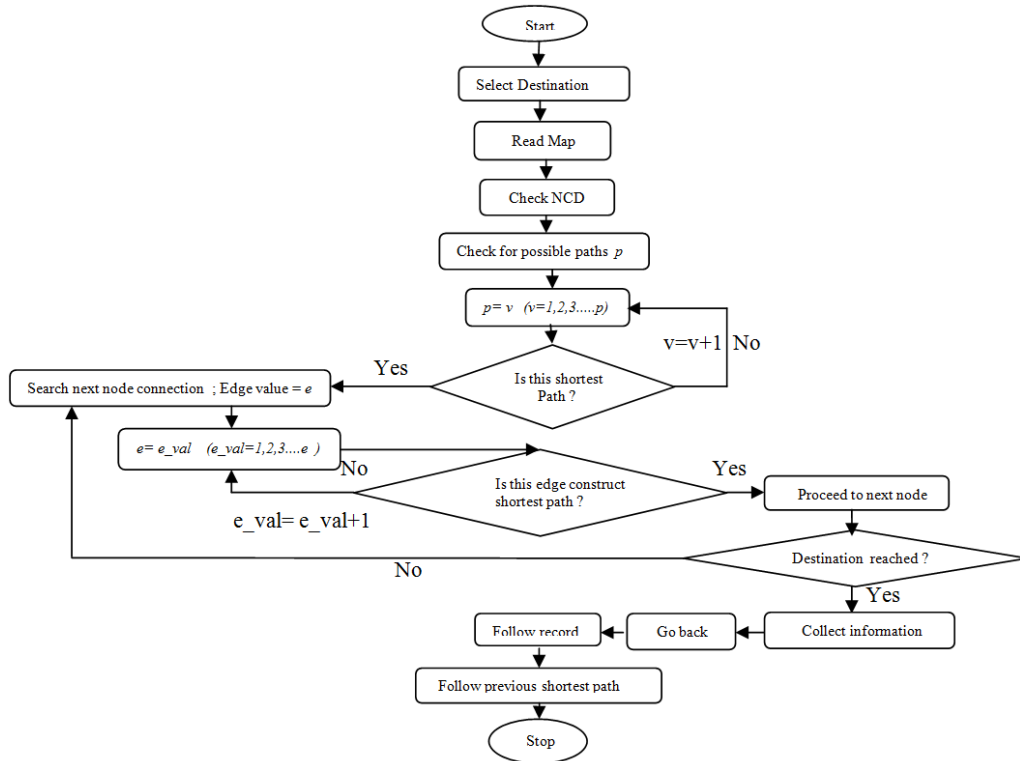 Start
Select Destination
Read Map
Check NCD
Check for possible paths p
p= v (v=1,2,3.....p)
v=v+1 No
Yes
Is this shortest
Path ?
Search next node connection ; Edge value = e
e= e_val (e_val=1,2,3....e )
No
Yes
Is this edge construct
shortest path ?
Proceed to next node
e_val= e_val+1
Destination reached ?
No
Yes
Collect information
Go back
Follow record
Follow previous shortest path
Stop